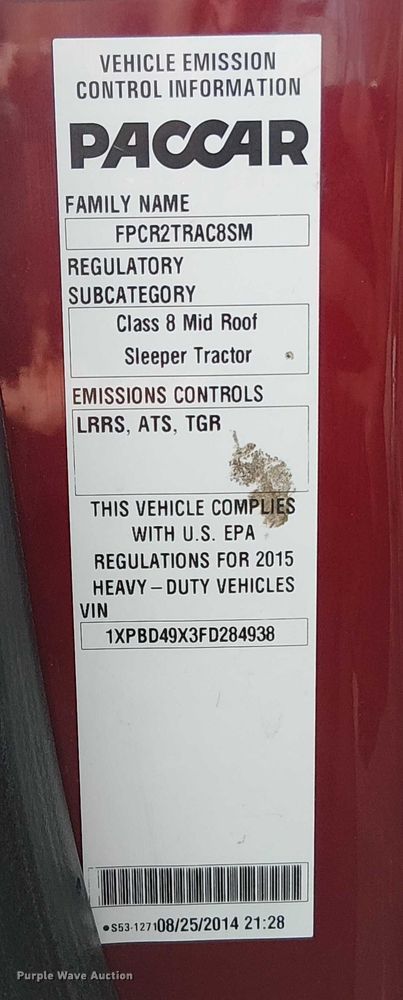 VEHICLE EMISSION
CONTROL INFORMATION
PACCAR
FAMILY NAME
FPCR2TRAC8SM
REGULATORY
SUBCATEGORY
Class 8 Mid Roof
Sleeper Tractor
EMISSIONS CONTROLS
LRRS, ATS, TGR
THIS VEHICLE COMPLIES
WITH U.S. EPA
REGULATIONS FOR 2015
HEAVY-DUTY VEHICLES
VIN
1XPBD49X3FD284938
•S53-1271 08/25/2014 21:28
Purple Wave Auction